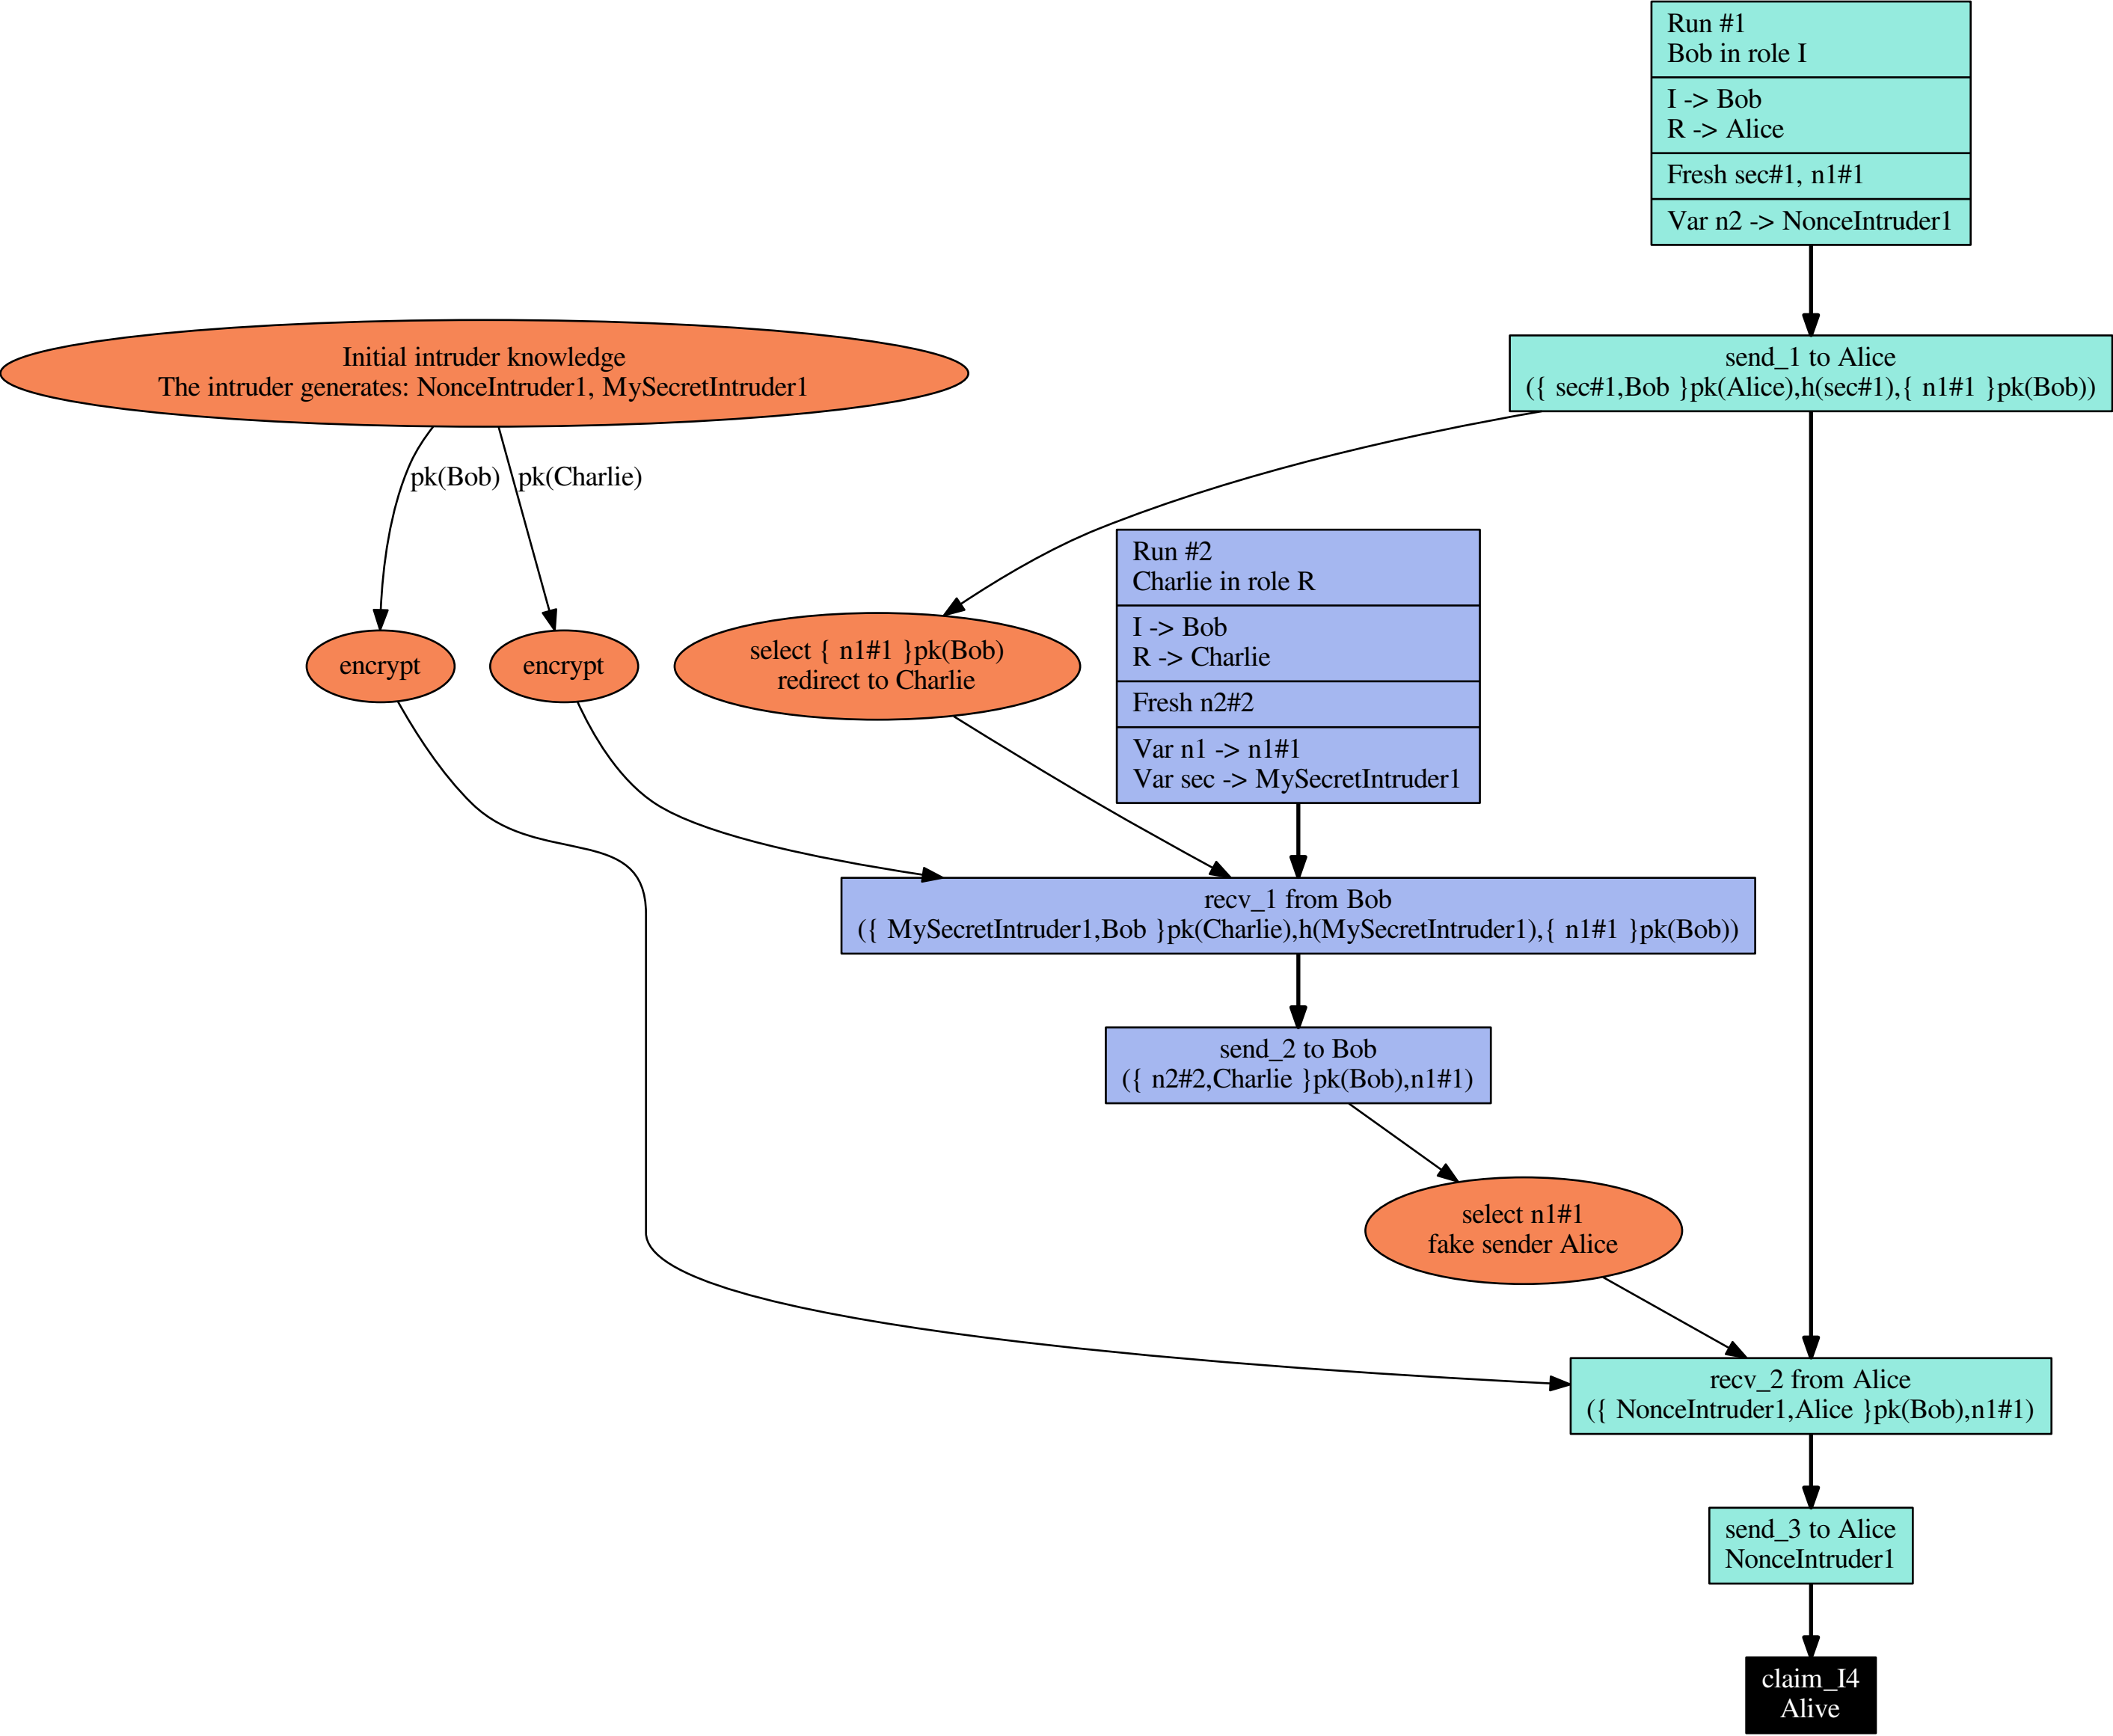 Run #1
Bob in role I
I -> Bob
R -> Alice
Fresh sec#1, n1#1
Var n2 -> NonceIntruder1
Initial intruder knowledge
The intruder generates: NonceIntruder1, MySecretIntruder1
send_1 to Alice
({ sec#1,Bob }pk(Alice),h(sec#1),{ n1#1 }pk(Bob))
pk(Bob)
pk(Charlie)
encrypt
encrypt
select { n1#1 }pk(Bob)
redirect to Charlie
Run #2
Charlie in role R
I -> Bob
R -> Charlie
Fresh n2#2
Var n1 -> n1#1
Var sec -> MySecretIntruder1
recv_1 from Bob
({ MySecretIntruder1,Bob }pk(Charlie),h(MySecretIntruder1),{ n1#1 }pk(Bob))
send_2 to Bob
({ n2#2,Charlie }pk(Bob),n1#1)
select n1#1
fake sender Alice
recv_2 from Alice
({ NonceIntruder1,Alice }pk(Bob),n1#1)
send_3 to Alice
NonceIntruder1
claim_I4
Alive